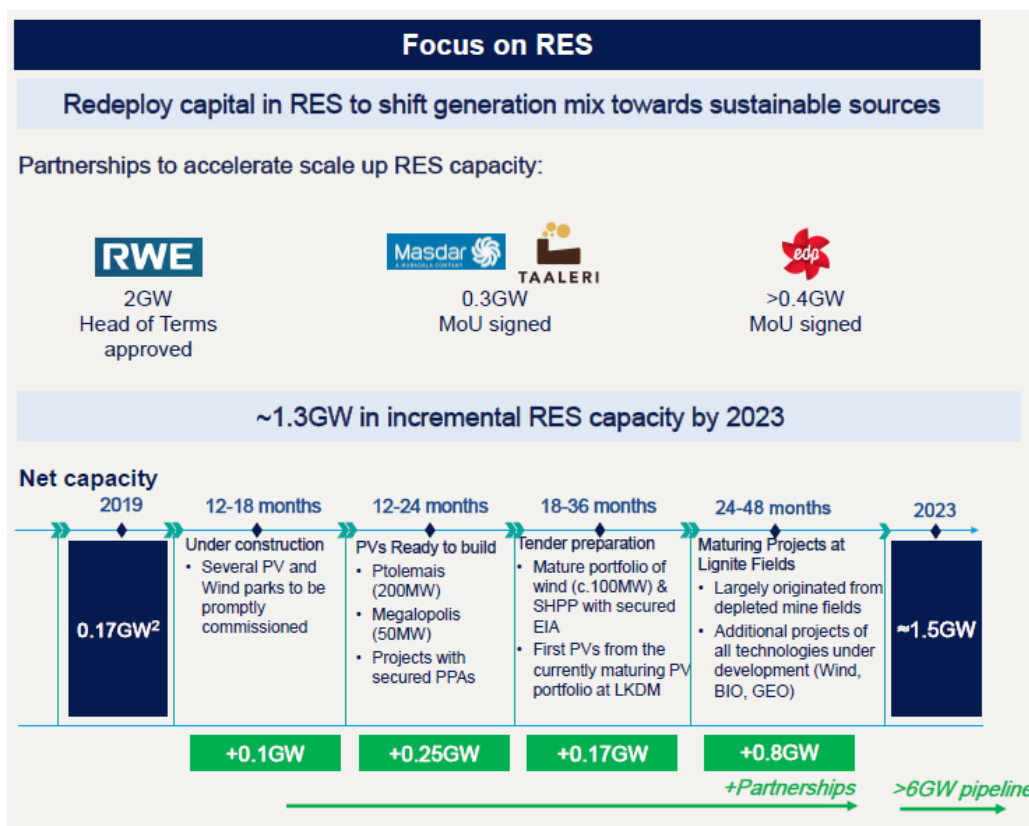 Focus on RES
Redeploy capital in RES to shift generation mix towards sustainable sources
Partnerships to accelerate scale up RES capacity:
RWE
2GW
Head of Terms
approved
Masdar
A MUBADALA COMPANY
TAALERI
0.3GW
MoU signed
edp
>0.4GW
MoU signed
~1.3GW in incremental RES capacity by 2023
Net capacity
2019
12-18 months
12-24 months
18-36 months
24-48 months
2023
0.17GW²
Under construction
• Several PV and
Wind parks to be
promptly
commissioned
PVs Ready to build
• Ptolemais
(200MW)
• Megalopolis
(50MW)
• Projects with
secured PPAs
Tender preparation
• Mature portfolio of
wind (c.100MW) &
SHPP with secured
EIA
• First PVs from the
currently maturing PV
portfolio at LKDM
Maturing Projects at
Lignite Fields
• Largely originated from
depleted mine fields
• Additional projects of
all technologies under
development (Wind,
BIO, GEO)
≈1.5GW
+0.1GW
+0.25GW
+0.17GW
+0.8GW
+Partnerships
>6GW pipeline